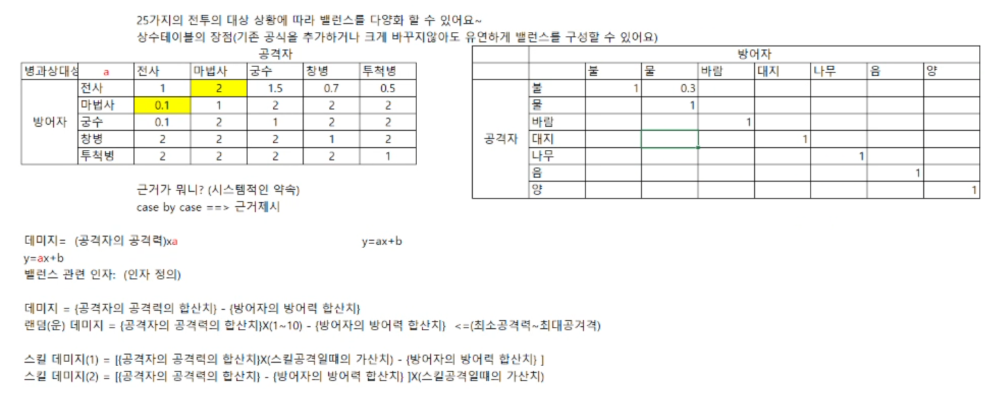 25가지의 전투의 대상 상황에 따라 밸런스를 다양화 할 수 있어요~
상수테이블의 장점(기존 공식을 추가하거나 크게 바꾸지않아도 유연하게 밸런스를 구성할 수 있어요)
공격자
병과상대성 a 전사 마법사 궁수 창병 투척병
전사 1 2 1.5 0.7 0.5
마법사 0.1 1 2 2 2
방어자 궁수 0.1 2 1 2 2
창병 2 2 2 1 2
투척병 2 2 2 2 1
방어자
불 물 바람 대지 나무 음 양
불 1 0.3
물 1
바람 1
공격자 대지 1
나무 1
음 1
양 1
근거가 뭐니? (시스템적인 약속)
case by case ==> 근거제시
데미지= (공격자의 공격력)xa y=ax+b
y=ax+b
밸런스 관련 인자: (인자 정의)
데미지 = {공격자의 공격력의 합산치} - {방어자의 방어력 합산치}
랜덤(운) 데미지 = {공격자의 공격력의 합산치}X(1~10) - {방어자의 방어력 합산치} <=(최소공격력~최대공겨격)
스킬 데미지(1) = [{공격자의 공격력의 합산치}X(스킬공격일때의 가산치) - {방어자의 방어력 합산치} ]
스킬 데미지(2) = [{공격자의 공격력의 합산치} - {방어자의 방어력 합산치} ]X(스킬공격일때의 가산치)